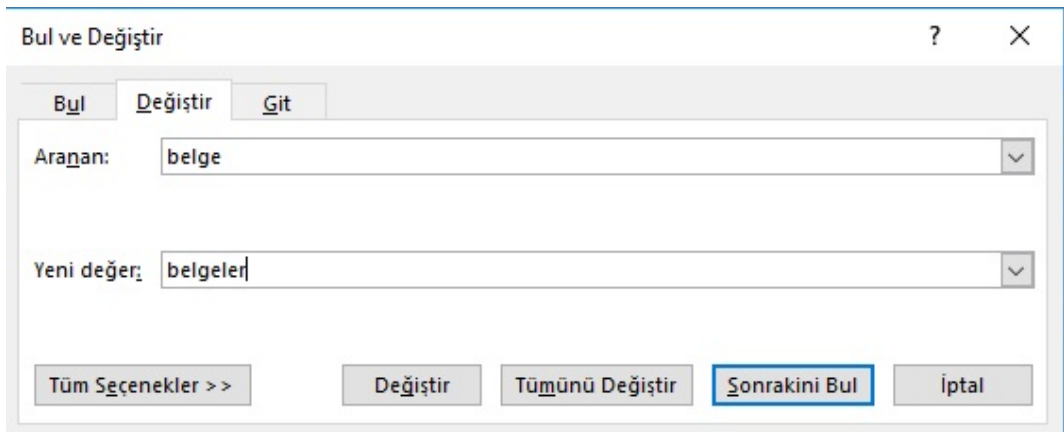 Bul ve Değiştir ?
Bul Değiştir Git
Aranan: belge
Yeni değer: belgeler
Tüm Seçenekler >> Değiştir Tümünü Değiştir Sonrakini Bul İptal